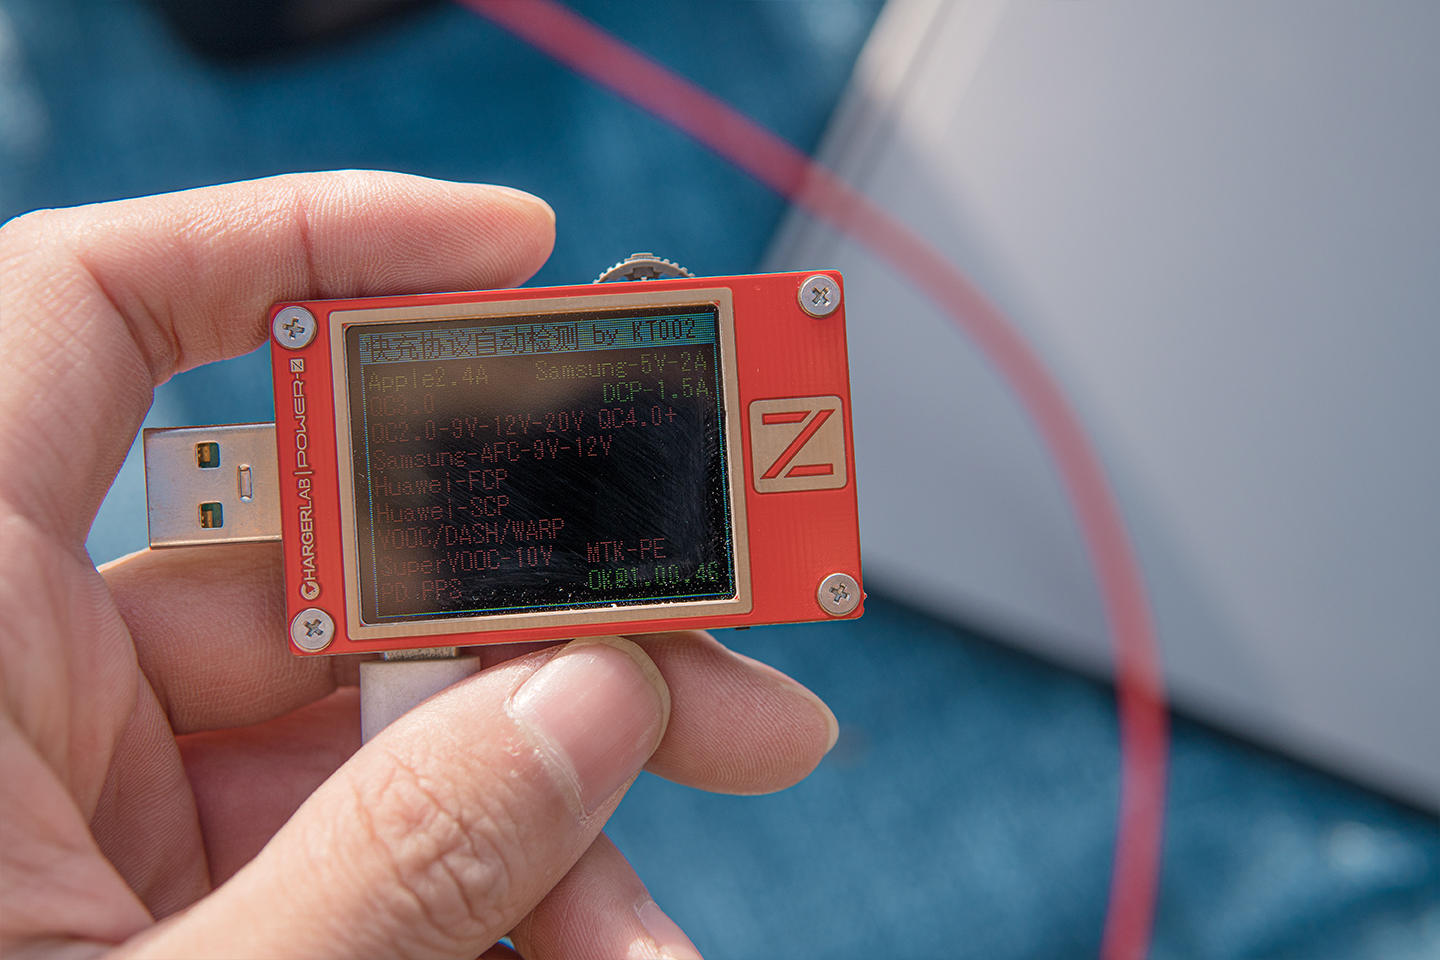 快充协议自动检测 by KT002
Apple2.4A Samsung-5V-2A
QC3.0 DCP-1.5A
QC2.0-9V-12V-20V QC4.0+
Samsung-AFC-9V-12V
Huawei-FCP
Huawei-SCP
VOOC/DASH/WARP
SuperVOOC-10V MTK-PE
PD.PPS OK@1.00.46
CHARGERLAB | POWER-Z
Z